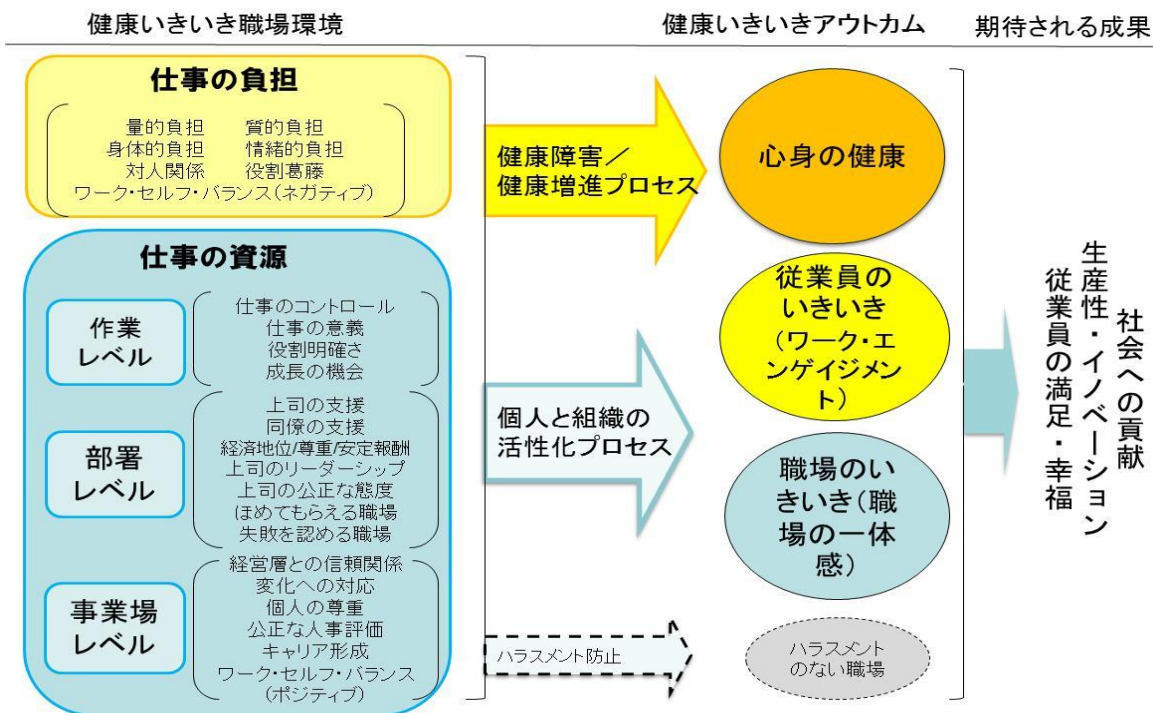 健康いきいき職場環境
健康いきいきアウトカム
期待される成果
仕事の負担
量的負担 質的負担
身体的負担 情緒的負担
対人関係 役割葛藤
ワーク・セルフ・バランス(ネガティブ)
仕事の資源
作業
レベル
仕事のコントロール
仕事の意義
役割明確さ
成長の機会
部署
レベル
上司の支援
同僚の支援
経済地位/尊重/安定報酬
上司のリーダーシップ
上司の公正な態度
ほめてもらえる職場
失敗を認める職場
事業場
レベル
経営層との信頼関係
変化への対応
個人の尊重
公正な人事評価
キャリア形成
ワーク・セルフ・バランス
(ポジティブ)
健康障害／
健康増進プロセス
個人と組織の
活性化プロセス
ハラスメント防止
心身の健康
従業員の
いきいき
（ワーク・エ
ンゲイジメン
ト）
職場のい
きいき（職
場の一体
感）
ハラスメント
のない職場
社会への貢献
生産性・イノベーション
従業員の満足・幸福